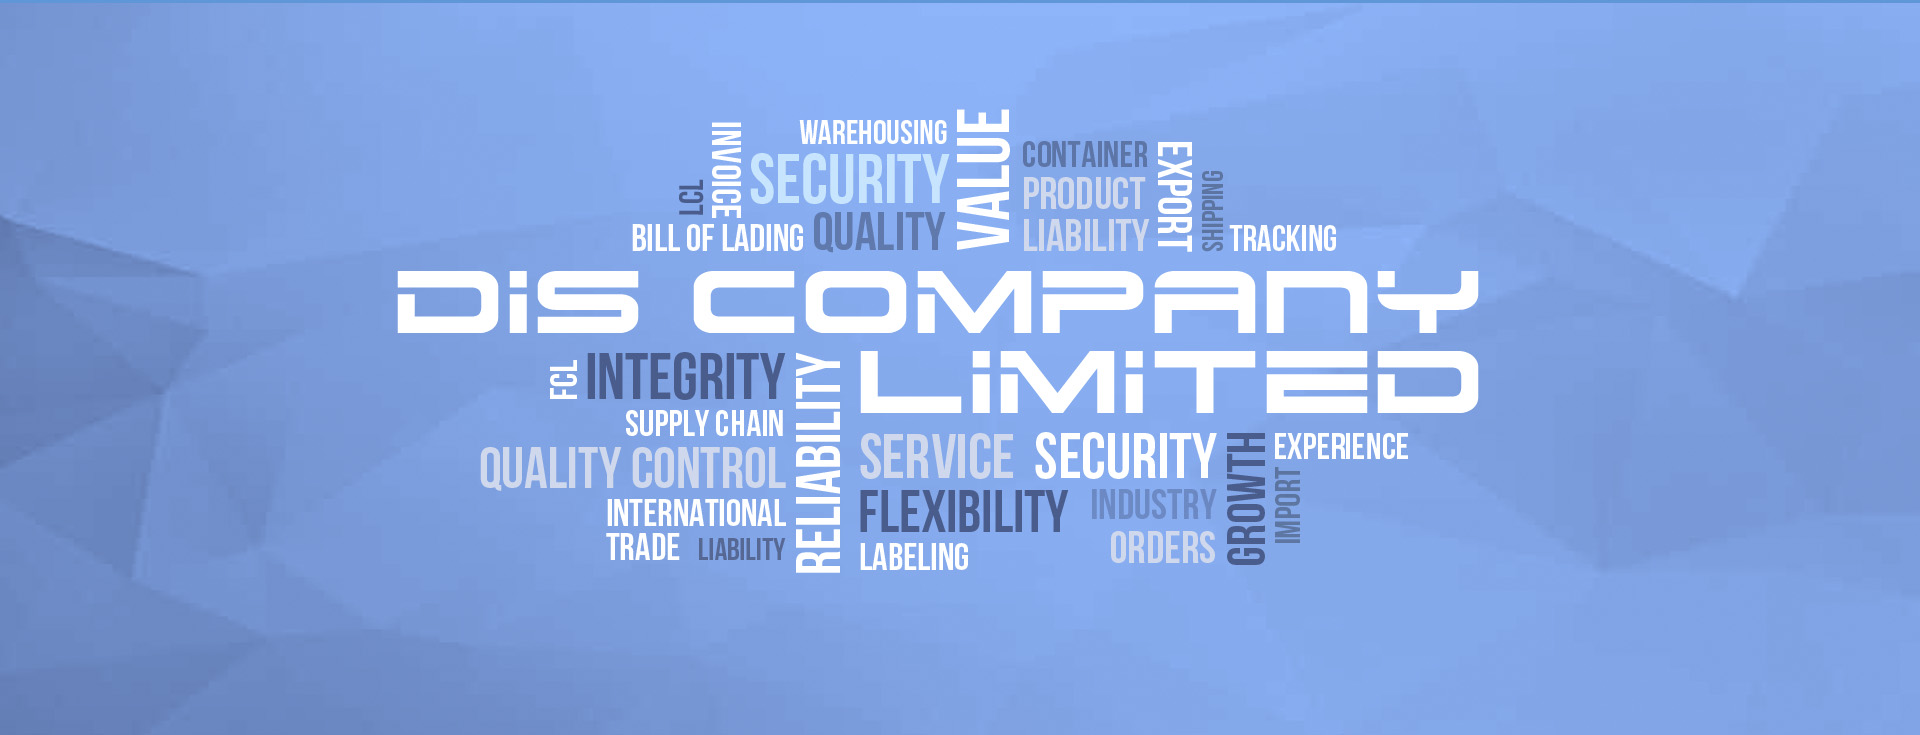 LCL
INVOICE
WAREHOUSING
SECURITY
BILL OF LADING
QUALITY
VALUE
CONTAINER
PRODUCT
LIABILITY
EXPORT
SHIPPING
TRACKING
DIS COMPANY
LIMITED
FCL
INTEGRITY
SUPPLY CHAIN
QUALITY CONTROL
INTERNATIONAL
TRADE LIABILITY
RELIABILITY
SERVICE SECURITY
FLEXIBILITY
LABELING
INDUSTRY
ORDERS
GROWTH
EXPERIENCE
IMPORT